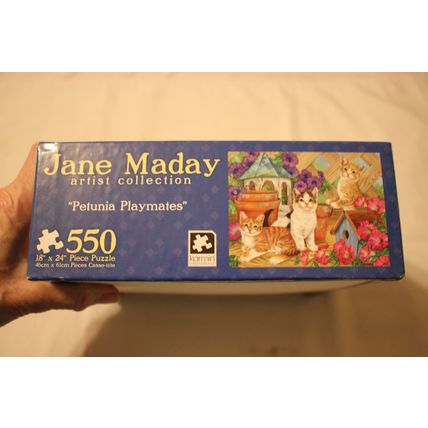 Jane Maday
artist collection
"Petunia Playmates"
550
18" x 24" Piece Puzzle
46cm x 61cm Pieces Casse-tête
karmin